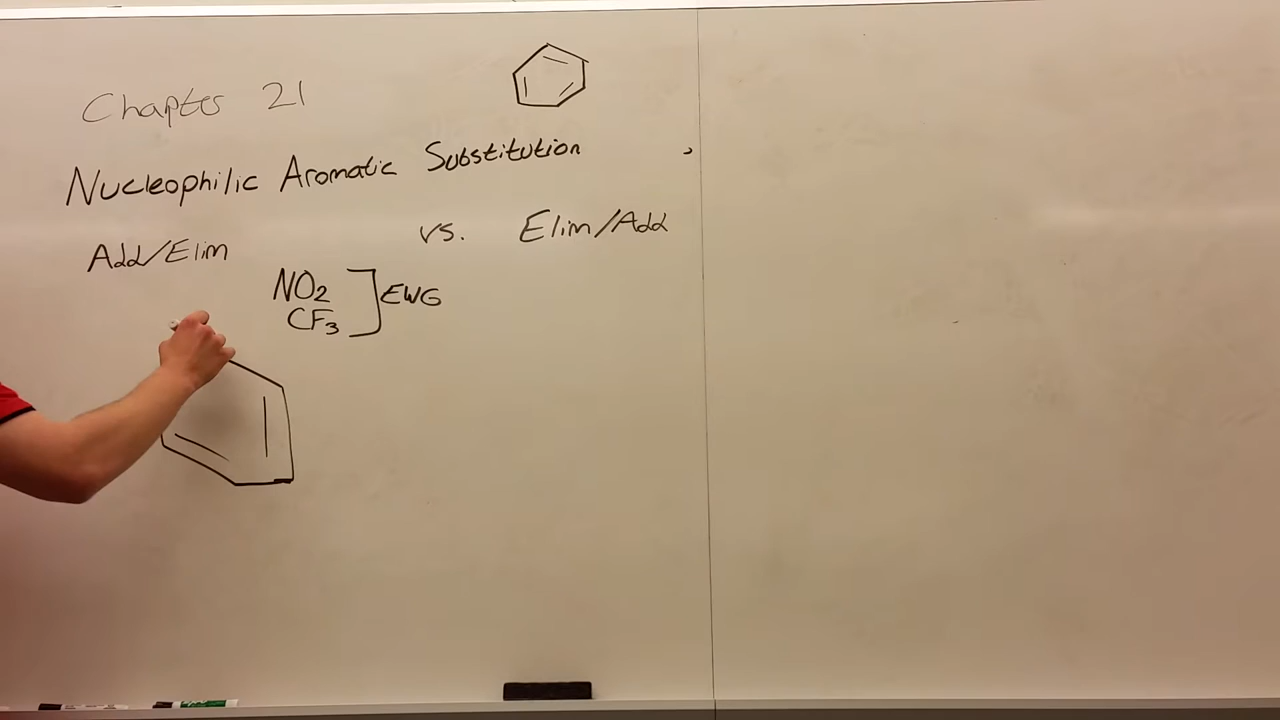 Chapter 21
Nucleophilic Aromatic Substitution
Add/Elim vs. Elim/Add
NO2
CF3
EWG